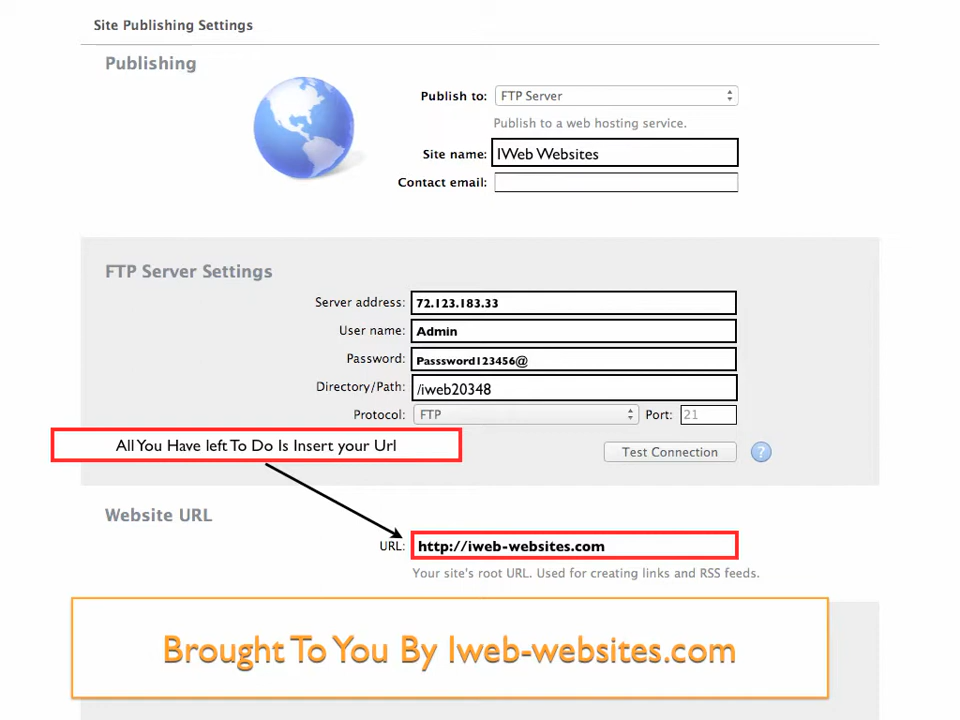 Site Publishing Settings
Publishing
Publish to: FTP Server
Publish to a web hosting service.
Site name: IWeb Websites
Contact email:
FTP Server Settings
Server address: 72.123.183.33
User name: Admin
Password: Passsword123456@
Directory/Path: /iweb20348
Protocol: FTP Port: 21
All You Have left To Do Is Insert your Url
Test Connection ?
Website URL
URL: http://iweb-websites.com
Your site's root URL. Used for creating links and RSS feeds.
Brought To You By Iweb-websites.com